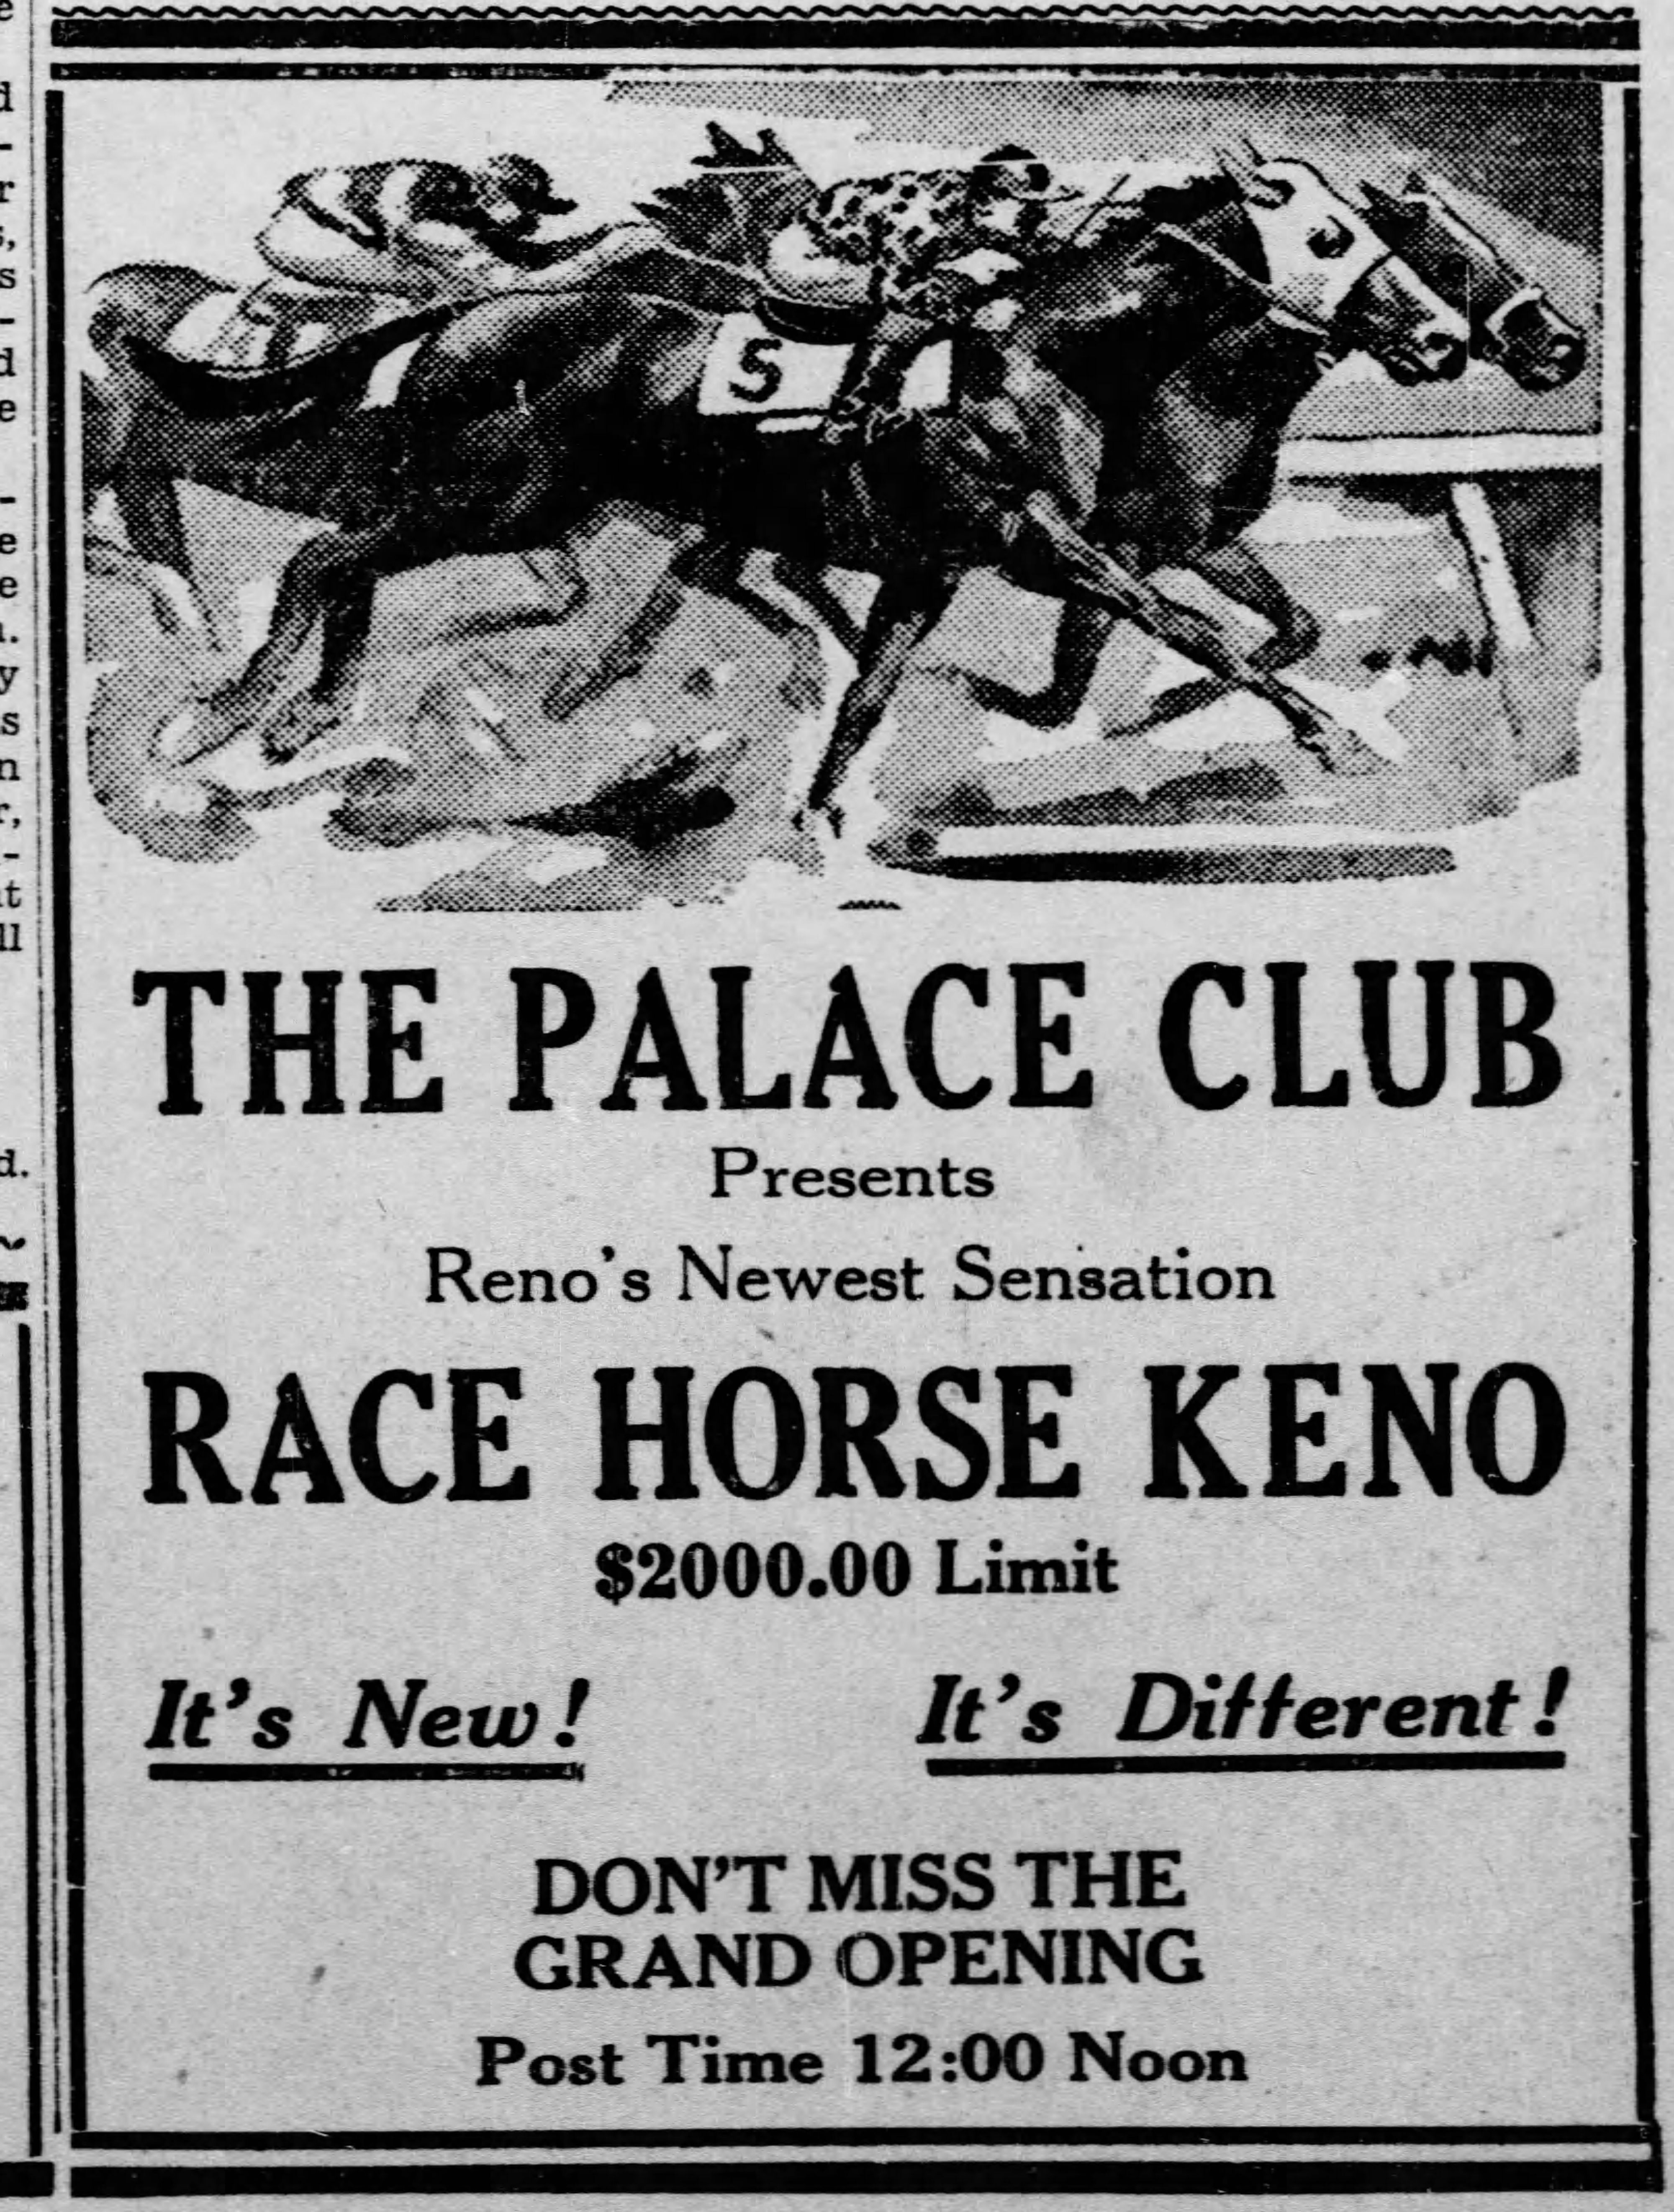 5
THE PALACE CLUB
Presents
Reno's Newest Sensation
RACE HORSE KENO
$2000.00 Limit
It's New! It's Different!
DON'T MISS THE
GRAND OPENING
Post Time 12:00 Noon